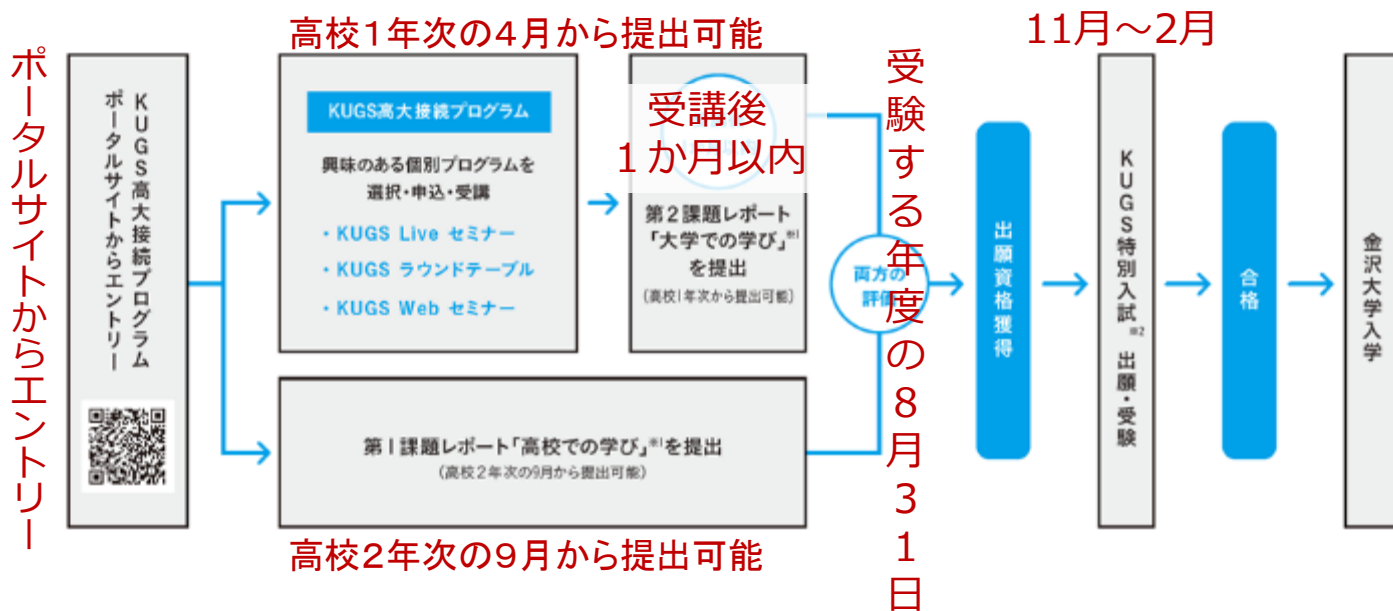 高校1年次の4月から提出可能
11月～2月
ポータルサイトからエントリー
KUGS高大接続プログラム
ポータルサイトからエントリー
KUGS高大接続プログラム
興味のある個別プログラムを
選択・申込・受講
・KUGS Live セミナー
・KUGS ラウンドテーブル
・KUGS Web セミナー
受講後
1か月以内
第2課題レポート
「大学での学び」※1
を提出
(高校1年次から提出可能)
第1課題レポート「高校での学び」※1を提出
(高校2年次の9月から提出可能)
高校2年次の9月から提出可能
両方の
評価
受験する年度の8月31日
出願資格獲得
KUGS特別入試※2 出願・受験
合格
金沢大学入学